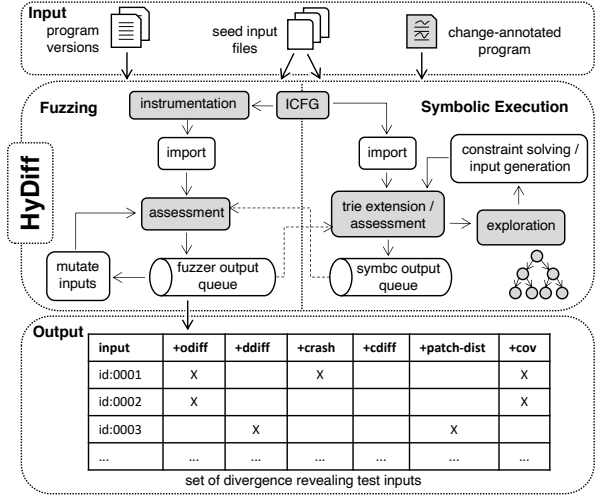 Input
program
versions
seed input
files
change-annotated
program
HyDiff
Fuzzing
instrumentation
ICFG
Symbolic Execution
import
import
constraint solving /
input generation
assessment
trie extension /
assessment
exploration
mutate
inputs
fuzzer output
queue
symbc output
queue
Output
input +odiff +ddiff +crash +cdiff +patch-dist +cov
id:0001 X X X
id:0002 X X
id:0003 X X
... ... ... ... ... ... ...
set of divergence revealing test inputs